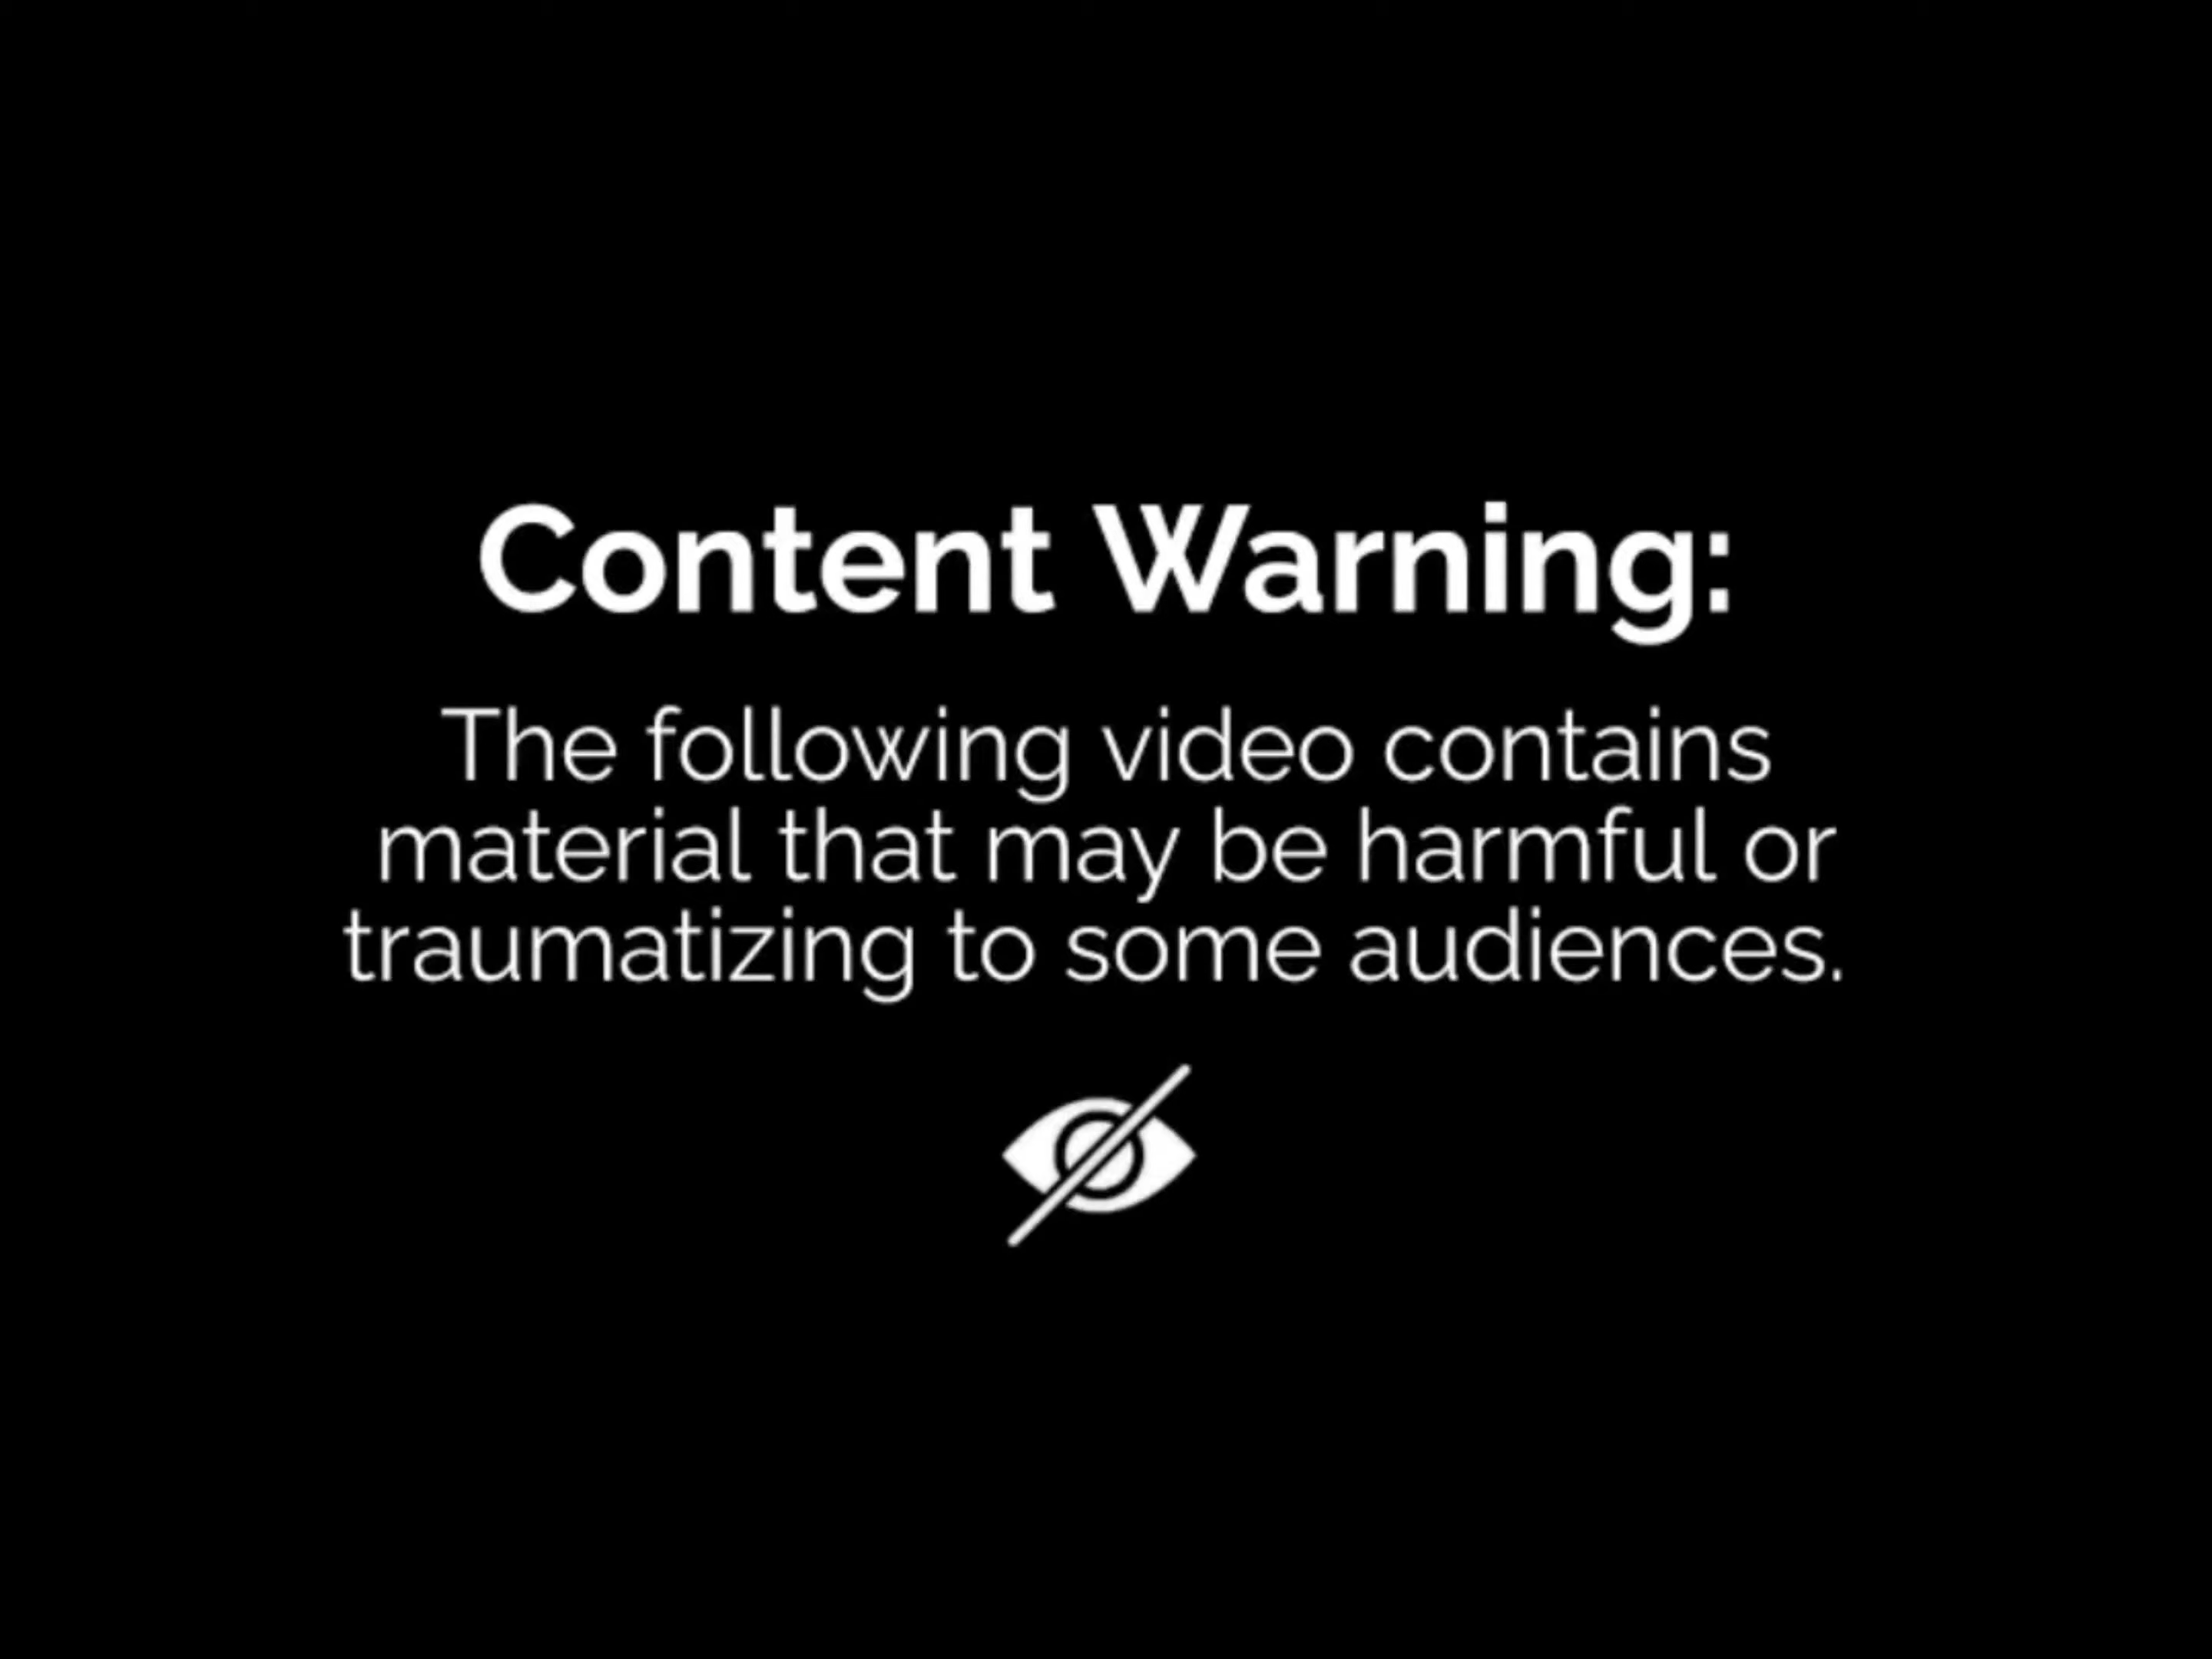 Content Warning:
The following video contains
material that may be harmful or
traumatizing to some audiences.